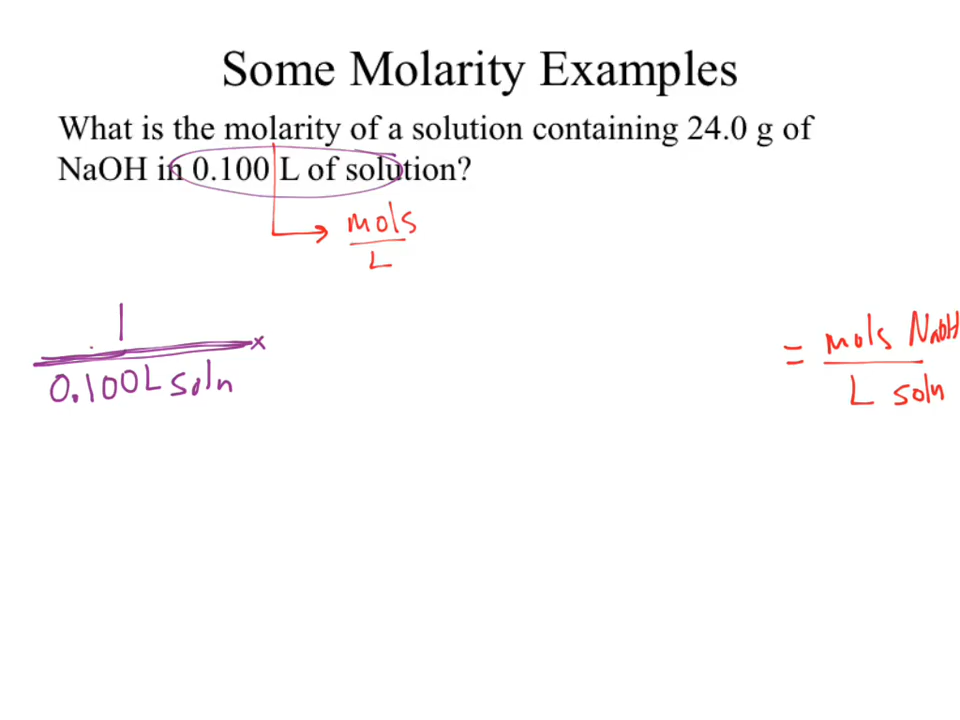 Some Molarity Examples
What is the molarity of a solution containing 24.0 g of
NaOH in 0.100 L of solution?
mols
L
1
x
0.100L soln
= mols NaOH
L soln